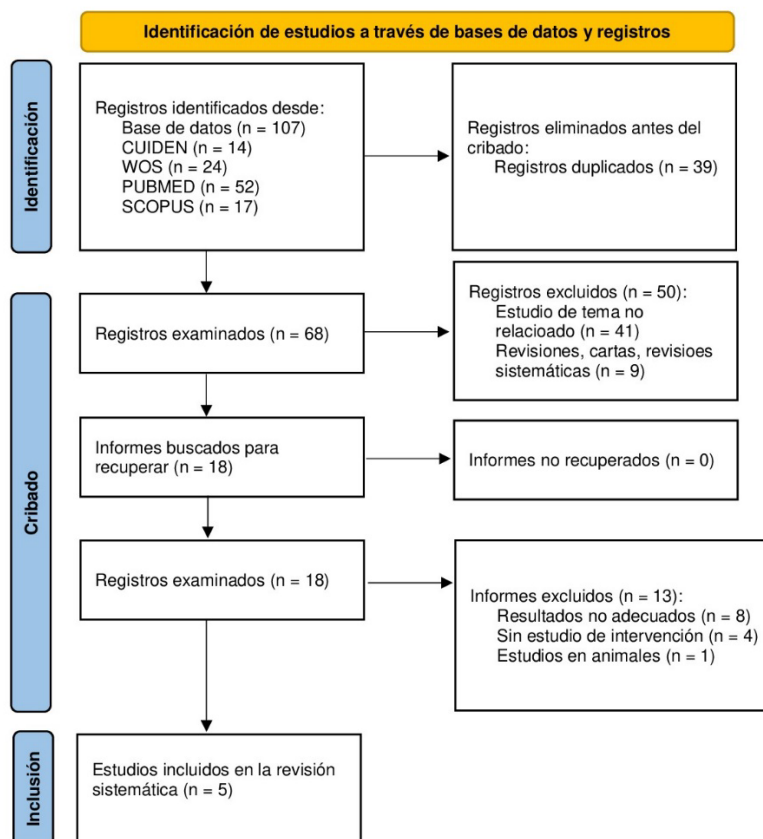 Identificación de estudios a través de bases de datos y registros
Identificación
Registros identificados desde:
Base de datos (n = 107)
CUIDEN (n = 14)
WOS (n = 24)
PUBMED (n = 52)
SCOPUS (n = 17)
Registros eliminados antes del
cribado:
Registros duplicados (n = 39)
Cribado
Registros examinados (n = 68)
Registros excluidos (n = 50):
Estudio de tema no
relacioado (n = 41)
Revisiones, cartas, revisioes
sistemáticas (n = 9)
Informes buscados para
recuperar (n = 18)
Informes no recuperados (n = 0)
Registros examinados (n = 18)
Informes excluidos (n = 13):
Resultados no adecuados (n = 8)
Sin estudio de intervención (n = 4)
Estudios en animales (n = 1)
Inclusión
Estudios incluidos en la revisión
sistemática (n = 5)